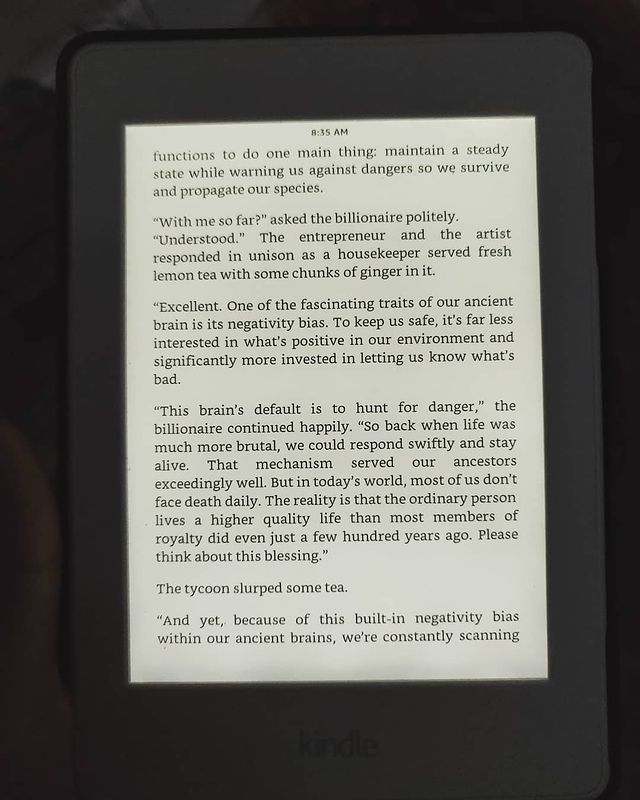 8:35 AM
functions to do one main thing: maintain a steady
state while warning us against dangers so we survive
and propagate our species.
“With me so far?” asked the billionaire politely.
“Understood.” The entrepreneur and the artist
responded in unison as a housekeeper served fresh
lemon tea with some chunks of ginger in it.
“Excellent. One of the fascinating traits of our ancient
brain is its negativity bias. To keep us safe, it’s far less
interested in what’s positive in our environment and
significantly more invested in letting us know what’s
bad.
“This brain’s default is to hunt for danger,” the
billionaire continued happily. “So back when life was
much more brutal, we could respond swiftly and stay
alive. That mechanism served our ancestors
exceedingly well. But in today’s world, most of us don’t
face death daily. The reality is that the ordinary person
lives a higher quality life than most members of
royalty did even just a few hundred years ago. Please
think about this blessing.”
The tycoon slurped some tea.
“And yet, because of this built-in negativity bias
within our ancient brains, we’re constantly scanning
kindle